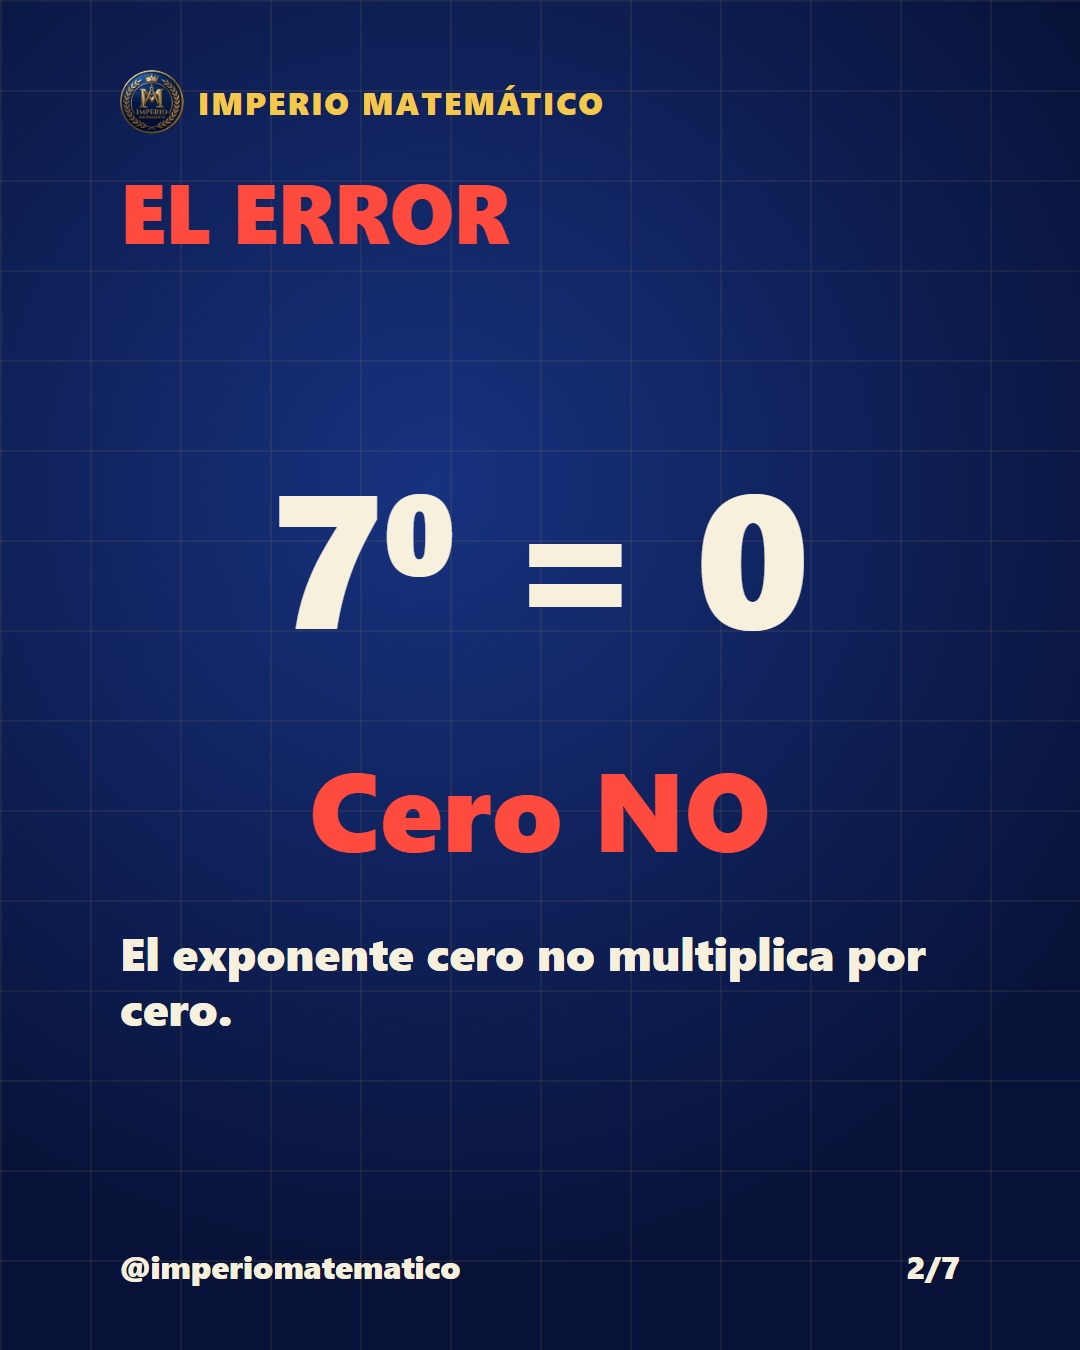 IMPERIO MATEMÁTICO
EL ERROR
7⁰ = 0
Cero NO
El exponente cero no multiplica por
cero.
@imperiomatematico
2/7